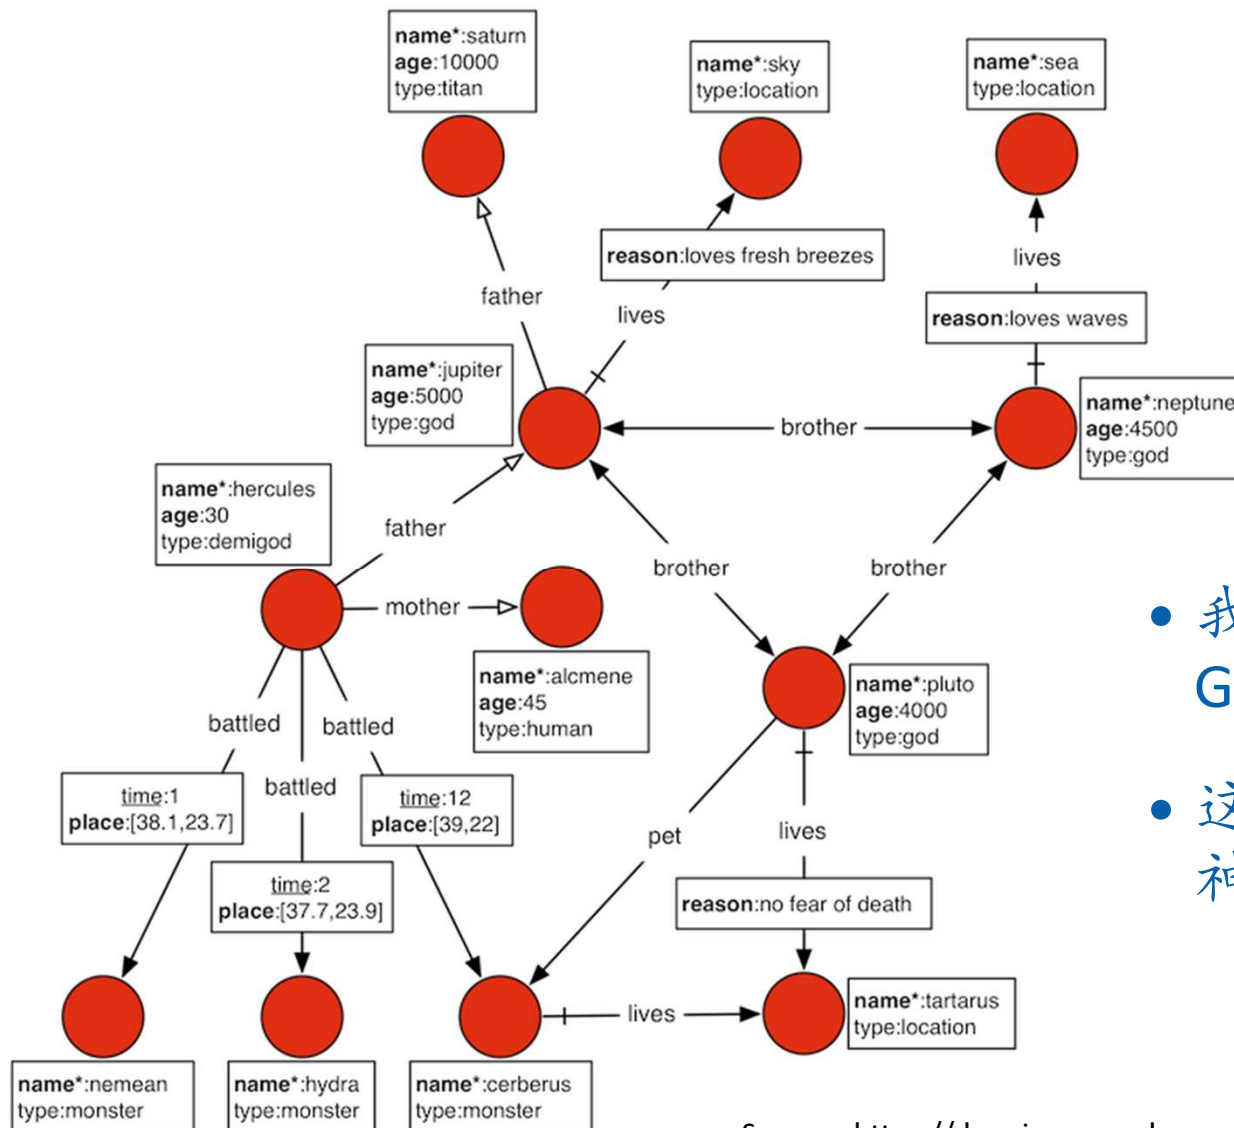 name*:saturn
age:10000
type:titan
name*:sky
type:location
name*:sea
type:location
reason:loves fresh breezes
lives
father
lives
reason:loves waves
name*:jupiter
age:5000
type:god
brother
name*:neptune
age:4500
type:god
name*:hercules
age:30
type:demigod
father
brother
brother
mother
name*:alcmene
age:45
type:human
name*:pluto
age:4000
type:god
battled
battled
battled
time:1
place:[38.1,23.7]
time:12
place:[39,22]
time:2
place:[37.7,23.9]
pet
lives
reason:no fear of death
lives
name*:tartarus
type:location
name*:nemean
type:monster
name*:hydra
type:monster
name*:cerberus
type:monster
• 我
G
• 这
神